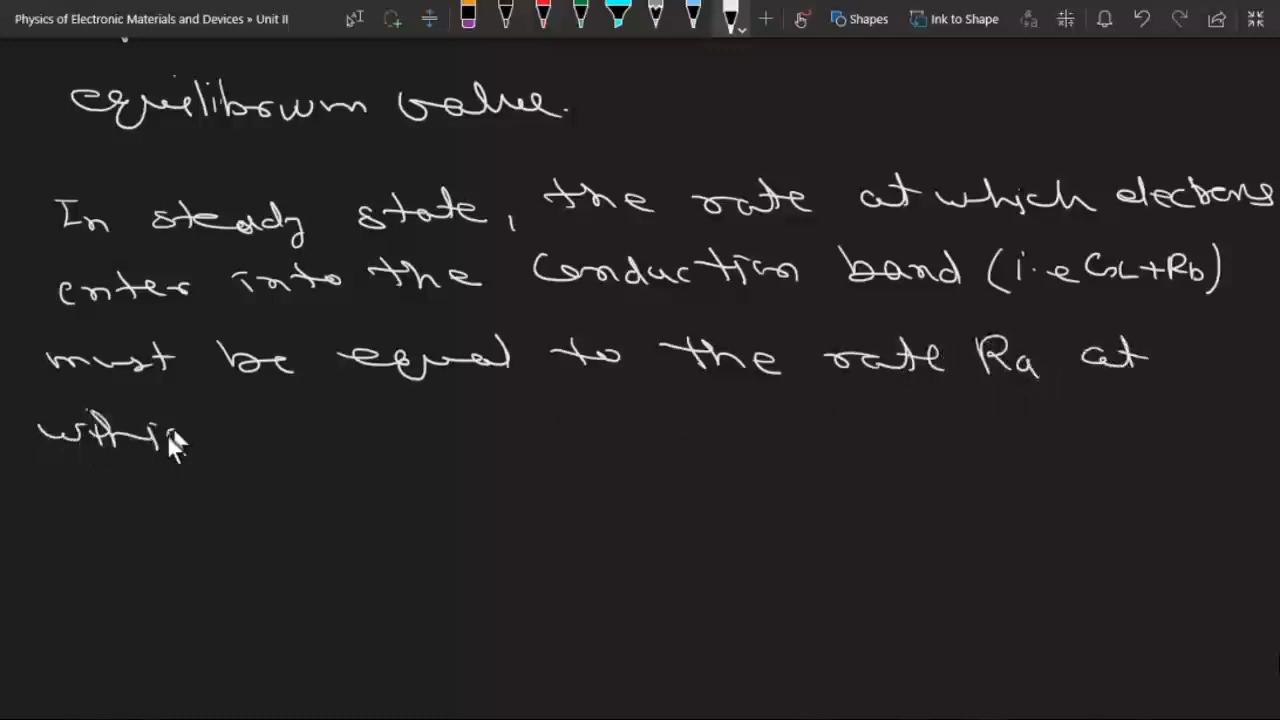 Physics of Electronic Materials and Devices » Unit II
Shapes
Ink to Shape
equilibrium value.
In steady state, the rate at which electrons
enter into the Conduction band (i.e GL+Rb)
must be equal to the rate Ra at